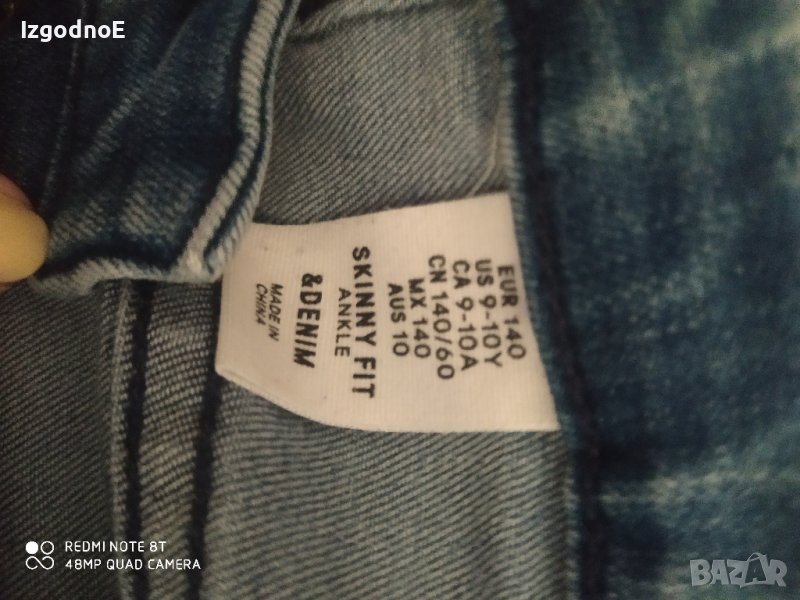 IzgodnoE
EUR 140
US 9-10Y
CA 9-10A
CN 140/60
MX 140
AUS 10
SKINNY FIT
ANKLE
&DENIM
MADE IN
CHINA
REDMI NOTE 8T
48MP QUAD CAMERA
BAZAR